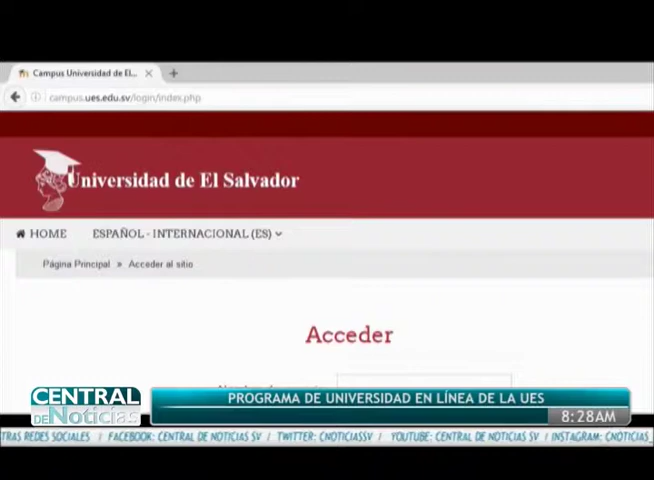 Campus Universidad de El...
campus.ues.edu.sv/login/index.php
Universidad de El Salvador
HOME ESPAÑOL - INTERNACIONAL (ES)
Página Principal » Acceder al sitio
Acceder
CENTRAL
DE Noticias
PROGRAMA DE UNIVERSIDAD EN LÍNEA DE LA UES
8:28AM
TRAS REDES SOCIALES / FACEBOOK: CENTRAL DE NOTICIAS SV / TWITTER: CNOTICIASSV / YOUTUBE: CENTRAL DE NOTICIAS SV / INSTAGRAM: CNOTICIAS_